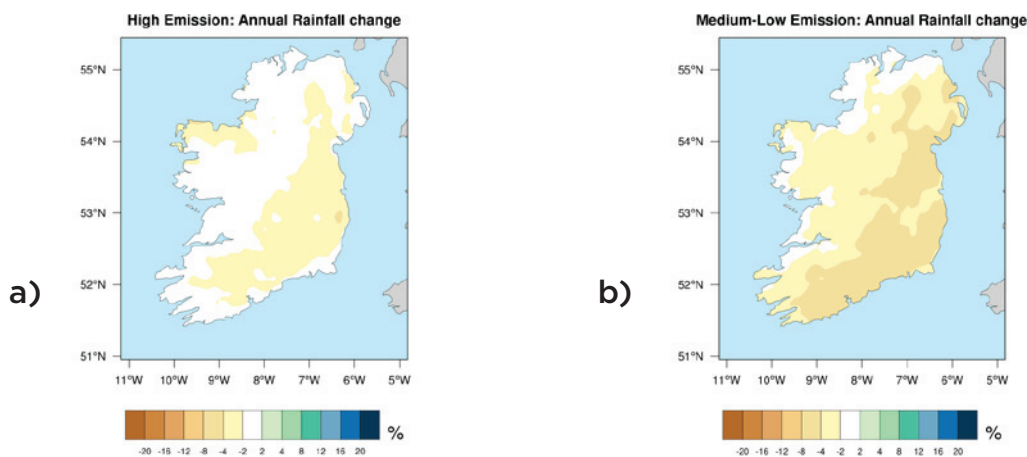 High Emission: Annual Rainfall change
55°N
54°N
53°N
52°N
51°N
11°W 10°W 9°W 8°W 7°W 6°W 5°W
-20 -16 -12 -8 -4 -2 2 4 8 12 16 20
%
a)
Medium-Low Emission: Annual Rainfall change
55°N
54°N
53°N
52°N
51°N
11°W 10°W 9°W 8°W 7°W 6°W 5°W
-20 -16 -12 -8 -4 -2 2 4 8 12 16 20
%
b)